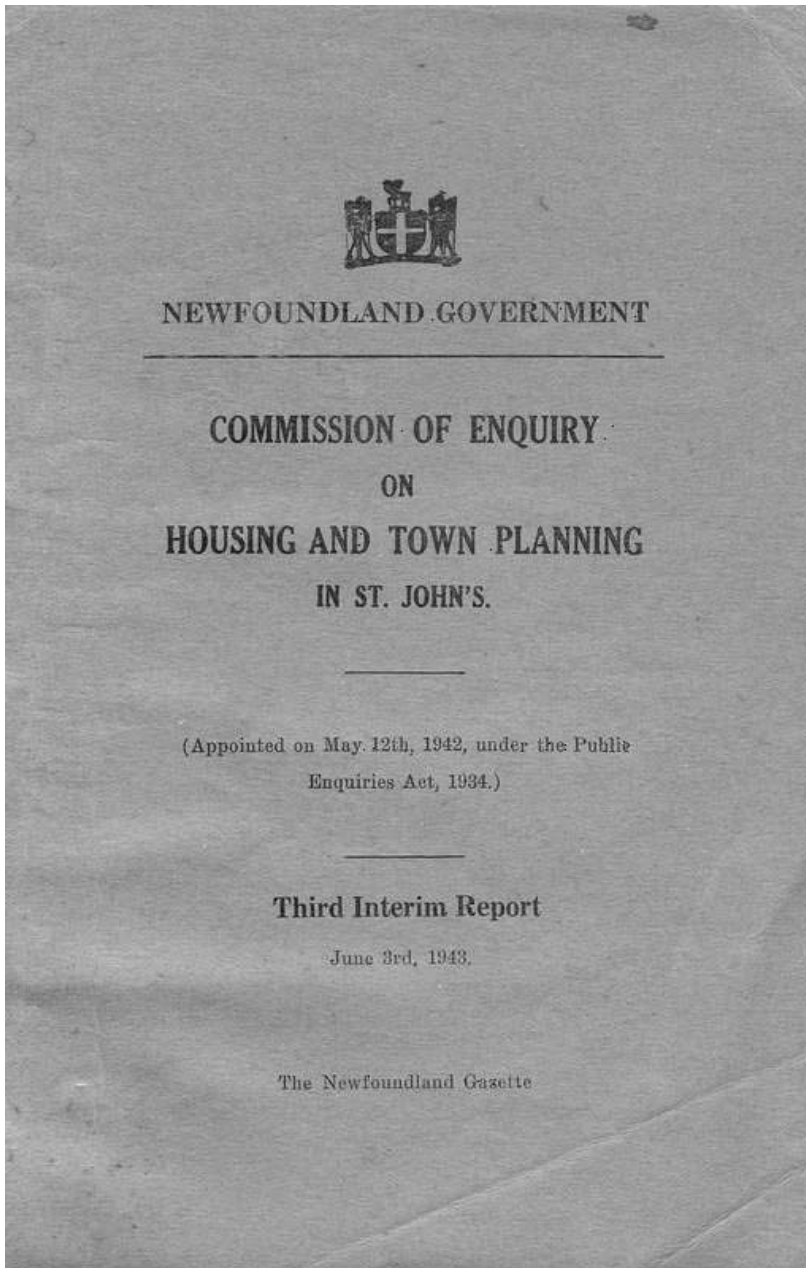 NEWFOUNDLAND GOVERNMENT
COMMISSION OF ENQUIRY
ON
HOUSING AND TOWN PLANNING
IN ST. JOHN'S.
(Appointed on May 12th, 1942, under the Public
Enquiries Act, 1934.)
Third Interim Report
June 3rd, 1943.
The Newfoundland Gazette